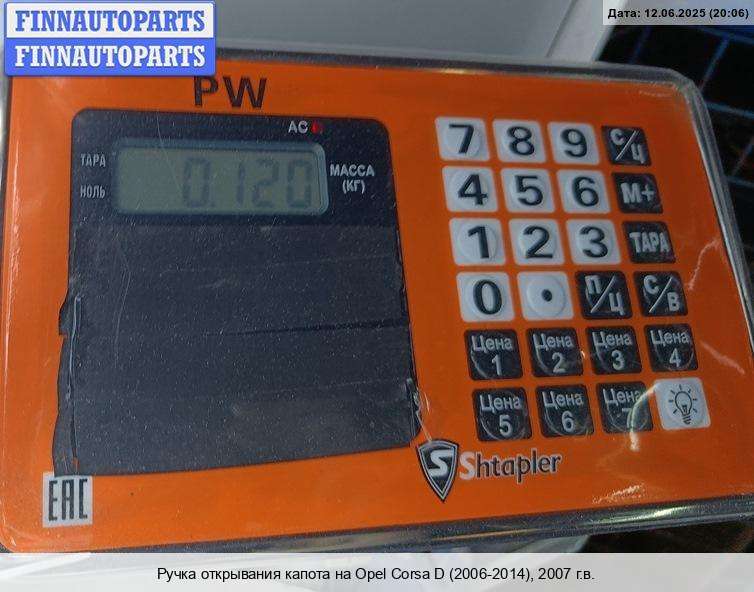 FINNAUTOPARTS
FINNAUTOPARTS
Дата: 12.06.2025 (20:06)
PW
AC
ТАРА
НОЛЬ
0.120
МАССА
(КГ)
7 8 9 С/Ц
4 5 6 М+
1 2 3 ТАРА
0 . П/Ц С/В
Цена 1 Цена 2 Цена 3 Цена 4
Цена 5 Цена 6 Цена 7
S Shtapler
EAC
Ручка открывания капота на Opel Corsa D (2006-2014), 2007 г.в.